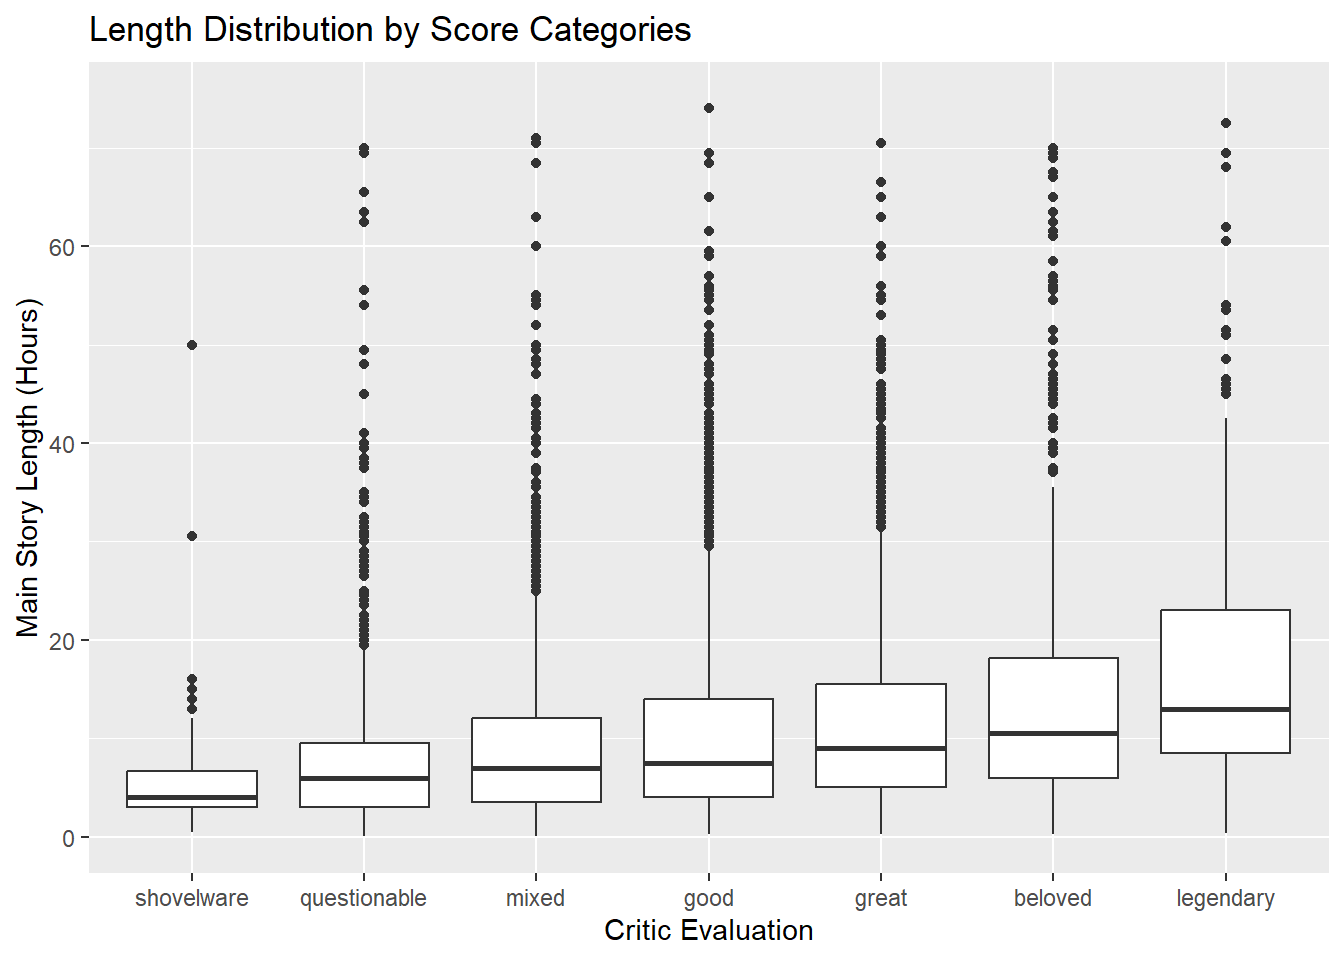 Length Distribution by Score Categories
Main Story Length (Hours)
60
40
20
0
shovelware questionable mixed good great beloved legendary
Critic Evaluation